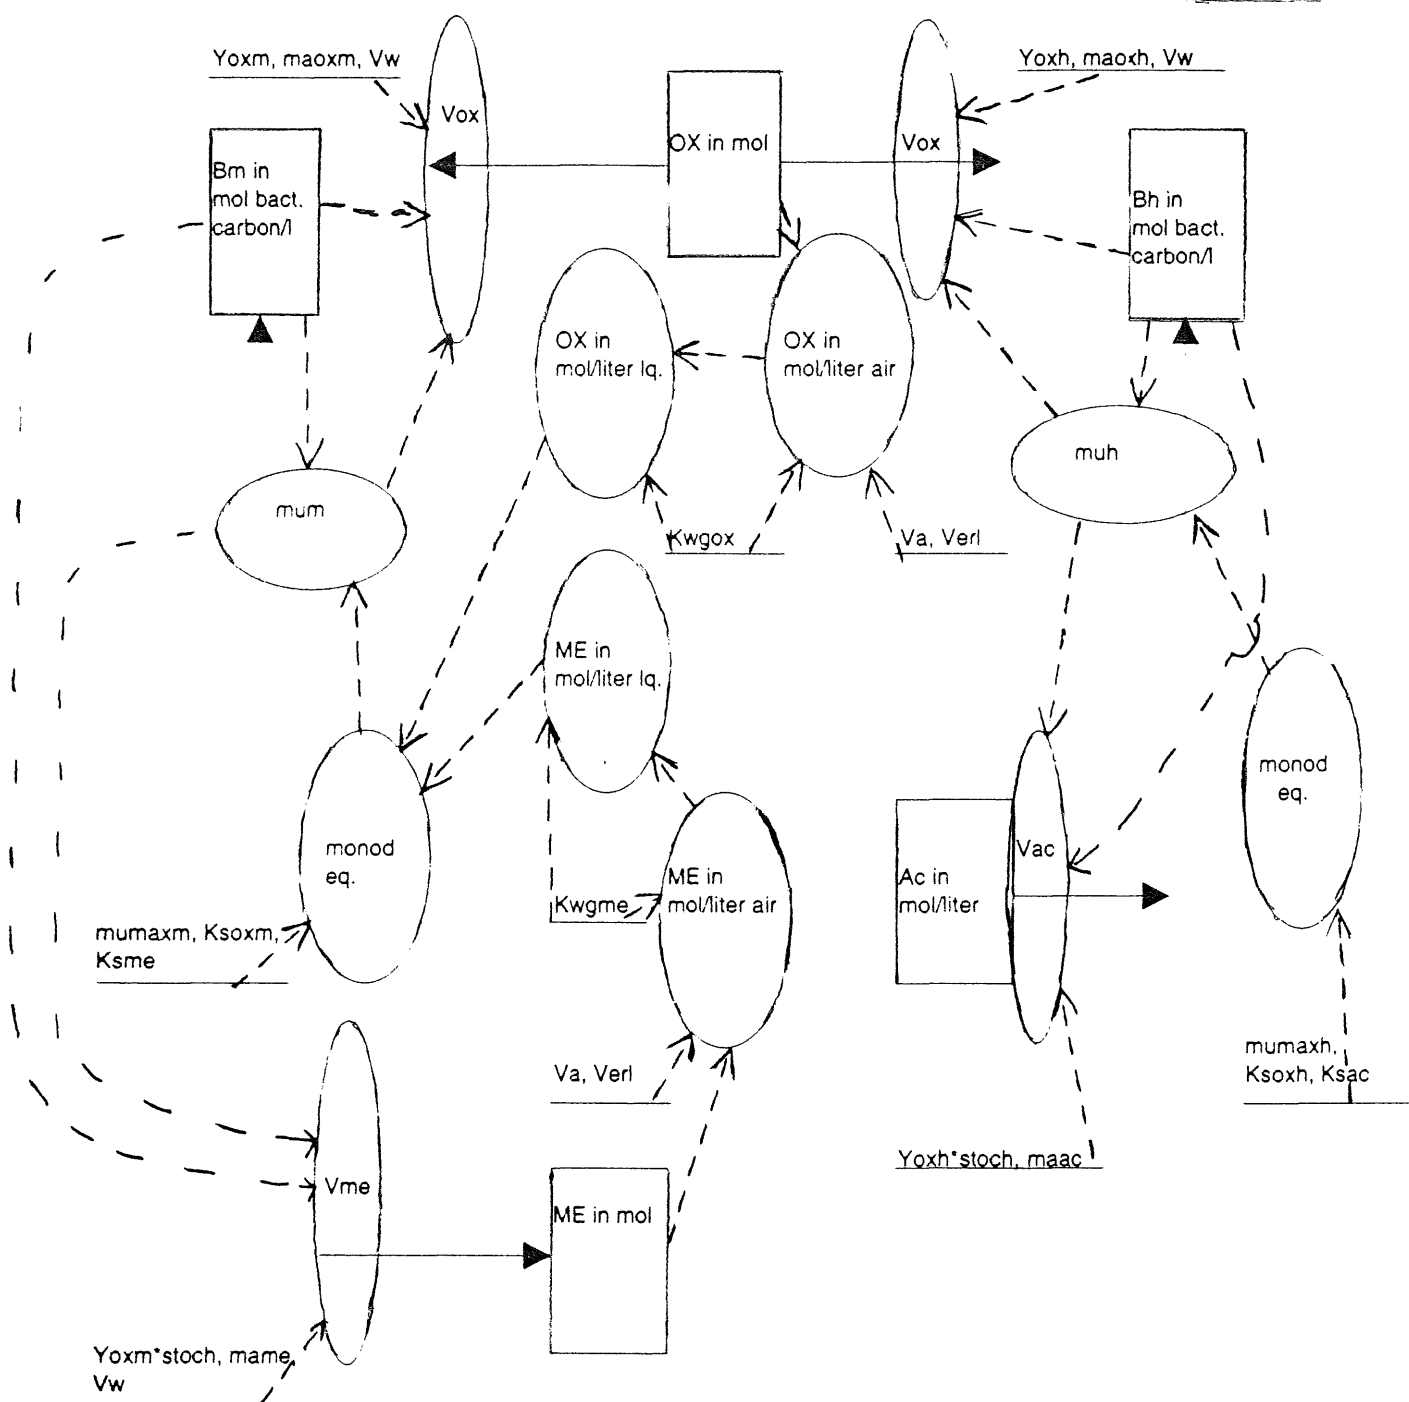 Yoxm, maoxm, Vw
Vox
OX in mol
Vox
Yoxh, maoxh, Vw
Bm in
mol bact.
carbon/l
Bh in
mol bact.
carbon/l
OX in
mol/liter lq.
OX in
mol/liter air
mum
muh
Kwgox
Va, Verl
ME in
mol/liter lq.
monod
eq.
monod
eq.
Vac
Ac in
mol/liter
Kwgme
ME in
mol/liter air
mumaxm, Ksoxm,
Ksme
Va, Verl
mumaxh,
Ksoxh, Ksac
Yoxh*stoch, maac
Vme
ME in mol
Yoxm*stoch, mame,
Vw